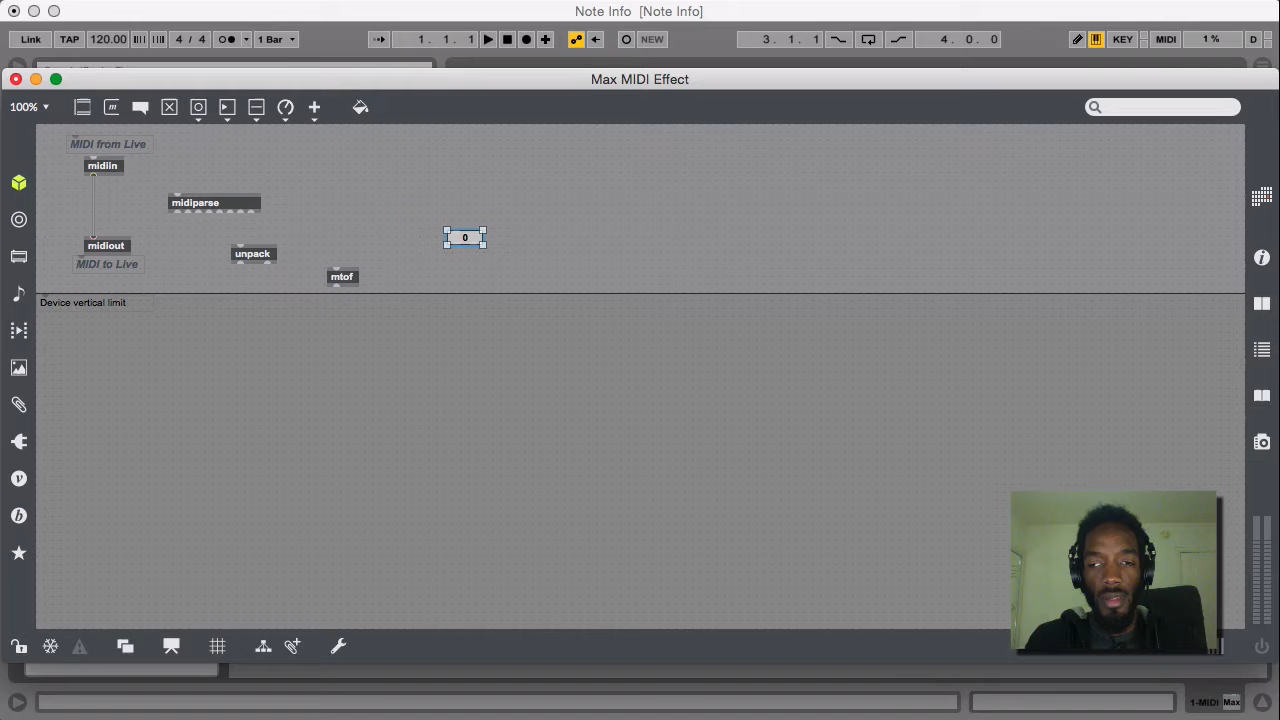 Note Info [Note Info]
Link TAP 120.00 4 / 4 1 Bar 1. 1. 1 NEW 3. 1. 1 4. 0. 0 KEY MIDI 1 % D
Max MIDI Effect
100%
MIDI from Live
midiin
midiparse
0
midiout
unpack
MIDI to Live
mtof
Device vertical limit
1-MIDI Max